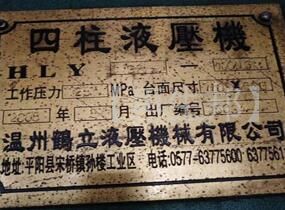 四柱液壓機
HLY
工作压力 MPa 台面尺寸 X
2005 年 月 出厂编号
温州鹤立液壓機械有限公司
地址:平阳县宋桥镇孙楼工业区 电话:0577-63775600 6377561